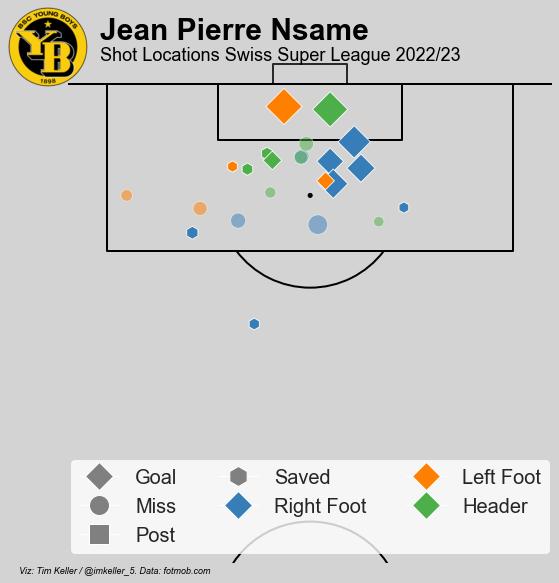 BSC YOUNG BOYS
YB
1898
Jean Pierre Nsame
Shot Locations Swiss Super League 2022/23
Goal Saved Left Foot
Miss Right Foot Header
Post
Viz: Tim Keller / @imkeller_5. Data: fotmob.com